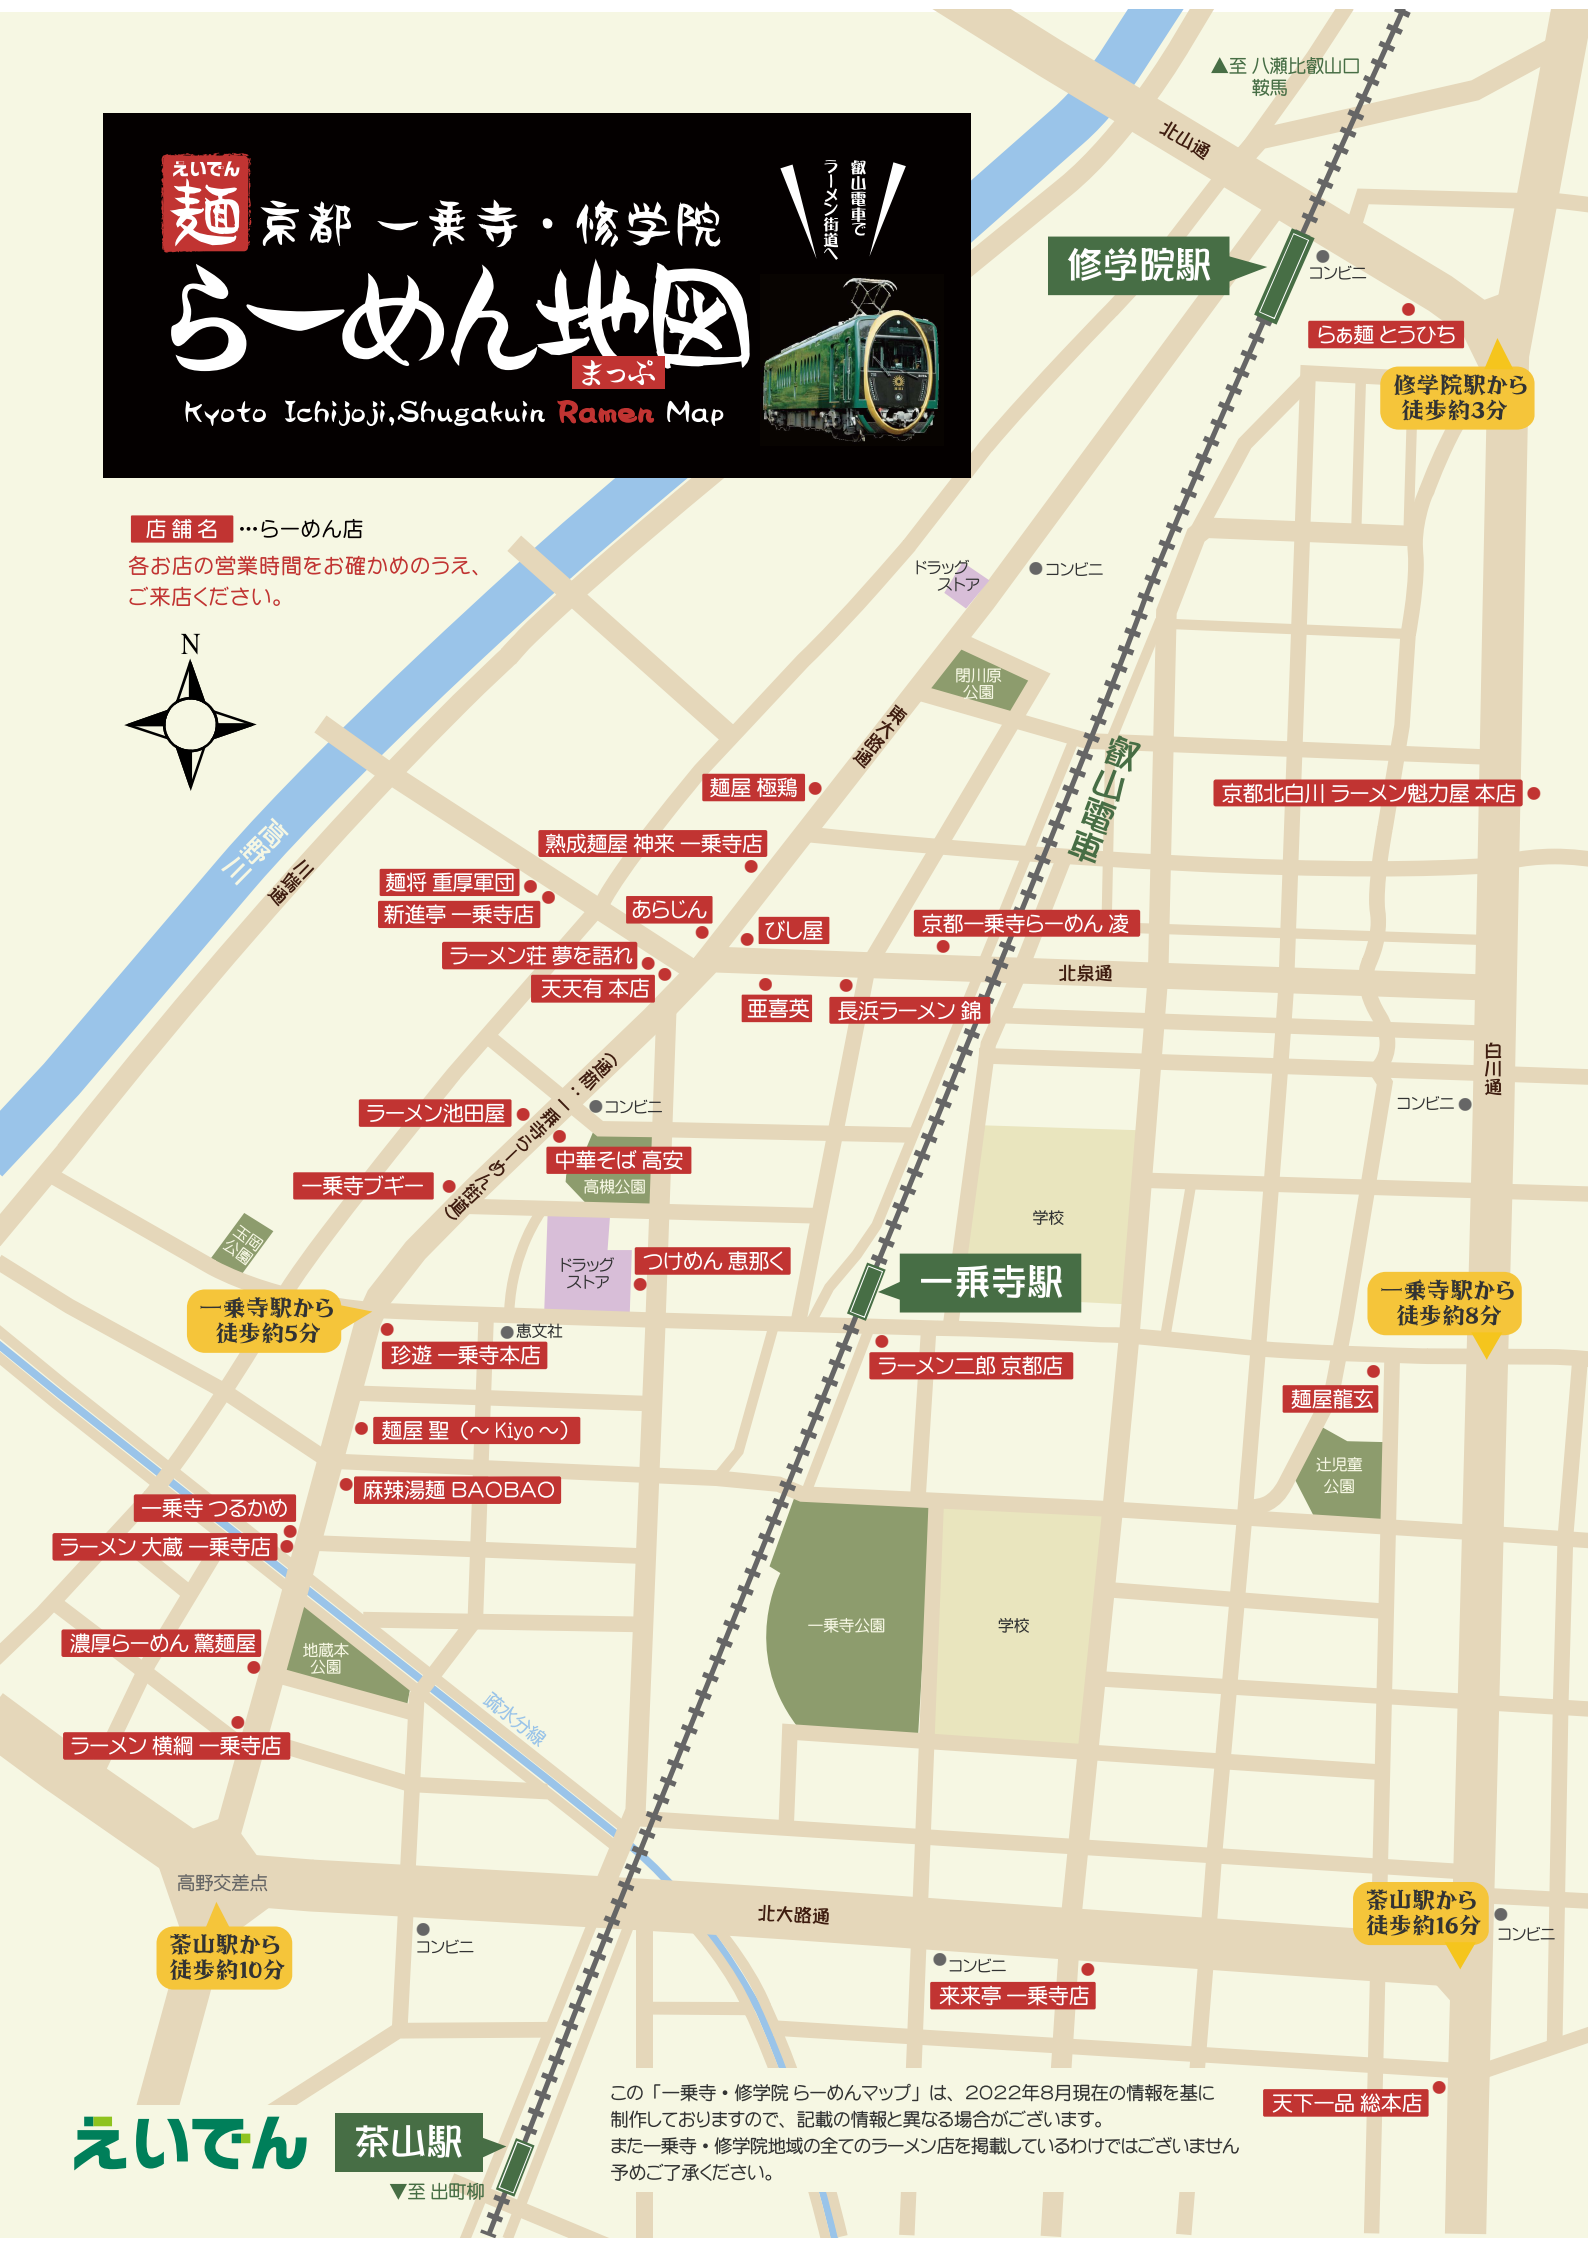 ▲至 八瀬比叡山口
鞍馬
北山通
えいでん
麺
京都 一乗寺・修学院
らーめん地図
まっぷ
Kyoto Ichijoji,Shugakuin Ramen Map
叡山電車で
ラーメン街道へ
修学院駅
コンビニ
らぁ麺 とうひち
修学院駅から
徒歩約3分
店舗名 …らーめん店
各お店の営業時間をお確かめのうえ、
ご来店ください。
N
ドラッグ
ストア
コンビニ
閉川原
公園
東大路通
叡山電車
麺屋 極鶏
京都北白川 ラーメン魁力屋 本店
高野川
川端通
熟成麺屋 神来 一乗寺店
麺将 重厚軍団
新進亭 一乗寺店
あらじん
びし屋
京都一乗寺らーめん 凌
ラーメン荘 夢を語れ
天天有 本店
亜喜英
長浜ラーメン 錦
北泉通
白川通
コンビニ
(通称:一乗寺らーめん街道)
ラーメン池田屋
コンビニ
中華そば 高安
高槻公園
一乗寺ブギー
学校
玉岡
公園
ドラッグ
ストア
つけめん 恵那く
一乗寺駅
一乗寺駅から
徒歩約5分
一乗寺駅から
徒歩約8分
恵文社
珍遊 一乗寺本店
ラーメン二郎 京都店
麺屋龍玄
麺屋 聖（〜 Kiyo 〜）
辻児童
公園
麻辣湯麺 BAOBAO
一乗寺 つるかめ
ラーメン 大蔵 一乗寺店
一乗寺公園
学校
濃厚らーめん 驚麺屋
地蔵本
公園
疏水分線
ラーメン 横綱 一乗寺店
高野交差点
茶山駅から
徒歩約10分
コンビニ
北大路通
茶山駅から
徒歩約16分
コンビニ
コンビニ
来来亭 一乗寺店
天下一品 総本店
えいでん
茶山駅
▼至 出町柳
この「一乗寺・修学院 らーめんマップ」は、2022年8月現在の情報を基に
制作しておりますので、記載の情報と異なる場合がございます。
また一乗寺・修学院地域の全てのラーメン店を掲載しているわけではございません
予めご了承ください。